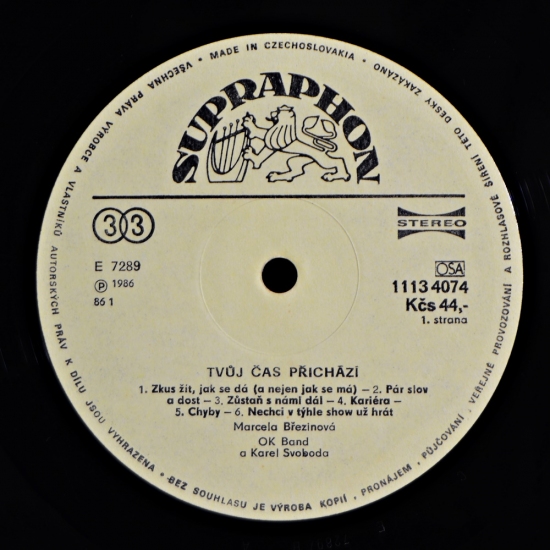 • MADE IN CZECHOSLOVAKIA •
VŠECHNA PRÁVA VÝROBCE A VLASTNÍKŮ AUTORSKÝCH PRÁV K DÍLU JSOU VYHRAZENA • BEZ SOUHLASU JE VÝROBA KOPIÍ, PRONÁJEM, PŮJČOVÁNÍ, VEŘEJNÉ PROVOZOVÁNÍ A ROZHLASOVÉ ŠÍŘENÍ TÉTO DESKY ZAKÁZÁNO
SUPRAPHON
33
STEREO
E 7289
Ⓟ 1986
86 1
OSA
1113 4074
Kčs 44,-
1. strana
TVŮJ ČAS PŘICHÁZÍ
1. Zkus žít, jak se dá (a nejen jak se má) – 2. Pár slov
a dost – 3. Zůstaň s námi dál – 4. Kariéra –
5. Chyby – 6. Nechci v týhle show už hrát
Marcela Březinová
OK Band
a Karel Svoboda